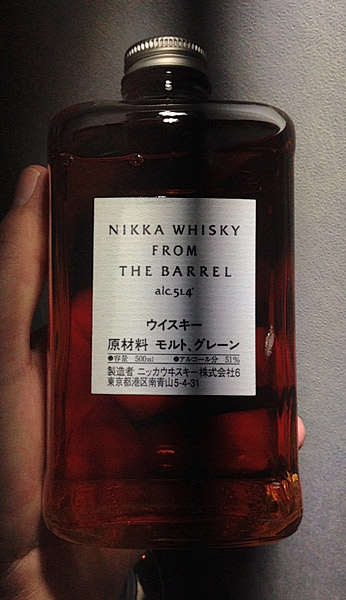 NIKKA WHISKY
FROM
THE BARREL
alc.51.4°
ウイスキー
原材料 モルト、グレーン
●容量 500ml ●アルコール分 51%
製造者 ニッカウヰスキー株式会社6
東京都港区南青山5-4-31